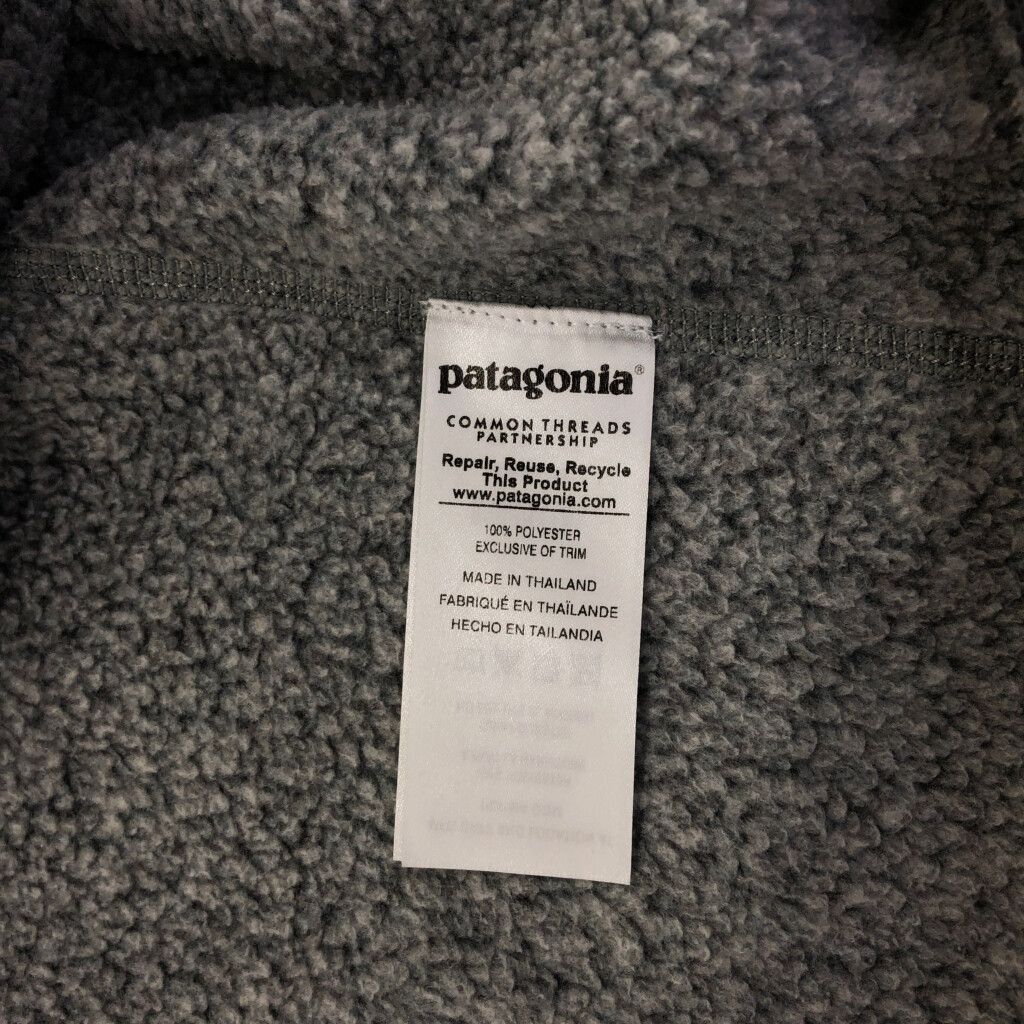 patagonia®
COMMON THREADS
PARTNERSHIP
Repair, Reuse, Recycle
This Product
www.patagonia.com
100% POLYESTER
EXCLUSIVE OF TRIM
MADE IN THAILAND
FABRIQUÉ EN THAÏLANDE
HECHO EN TAILANDIA